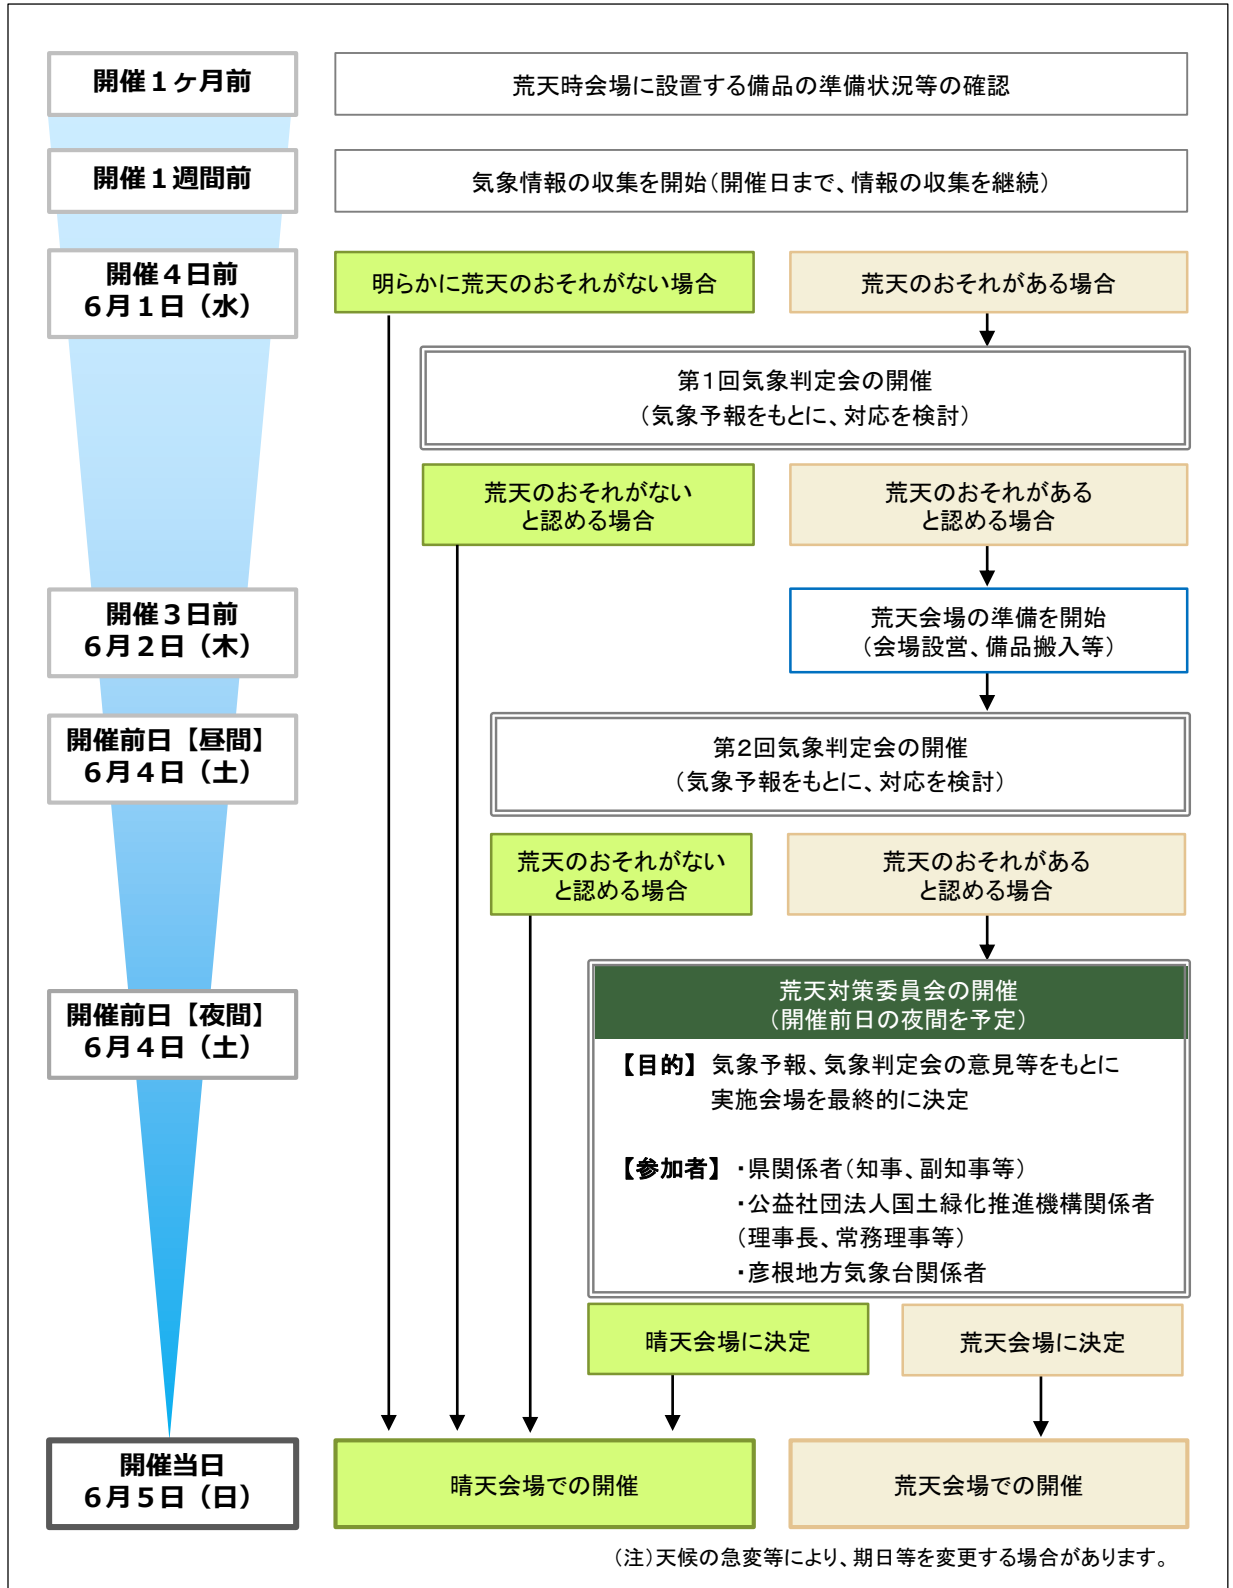 開催１ヶ月前
荒天時会場に設置する備品の準備状況等の確認
開催１週間前
気象情報の収集を開始（開催日まで、情報の収集を継続）
開催４日前
６月１日（水）
明らかに荒天のおそれがない場合
荒天のおそれがある場合
第１回気象判定会の開催
（気象予報をもとに、対応を検討）
荒天のおそれがない
と認める場合
荒天のおそれがある
と認める場合
開催３日前
６月２日（木）
荒天会場の準備を開始
（会場設営、備品搬入等）
開催前日【昼間】
６月４日（土）
第２回気象判定会の開催
（気象予報をもとに、対応を検討）
荒天のおそれがない
と認める場合
荒天のおそれがある
と認める場合
開催前日【夜間】
６月４日（土）
荒天対策委員会の開催
（開催前日の夜間を予定）
【目的】 気象予報、気象判定会の意見等をもとに
実施会場を最終的に決定
【参加者】 ・県関係者（知事、副知事等）
・公益社団法人国土緑化推進機構関係者
（理事長、常務理事等）
・彦根地方気象台関係者
晴天会場に決定
荒天会場に決定
開催当日
６月５日（日）
晴天会場での開催
荒天会場での開催
（注）天候の急変等により、期日等を変更する場合があります。